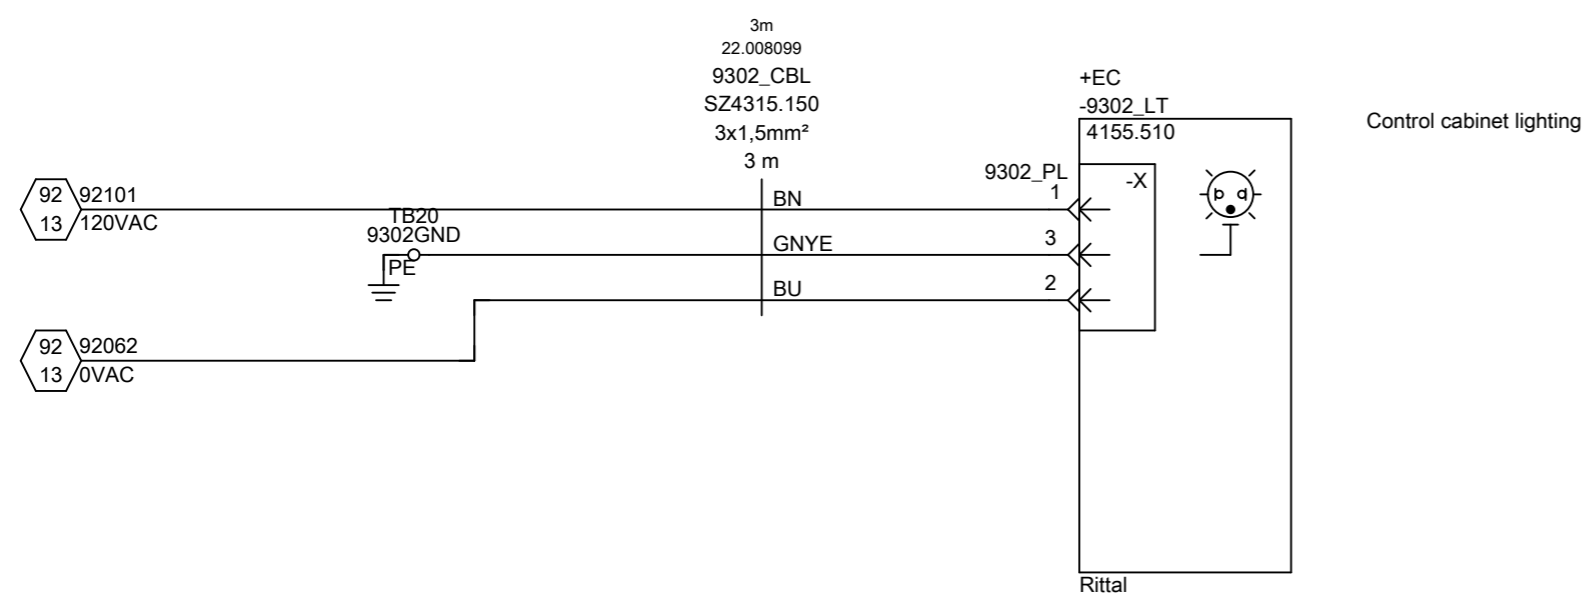 3m
22.008099
9302_CBL
SZ4315.150
3x1,5mm²
3 m
+EC
-9302_LT
4155.510
Control cabinet lighting
9302_PL
-X
1
92
13
92101
120VAC
BN
TB20
9302GND
PE
GNYE
3
BU
2
92
13
92062
0VAC
Rittal